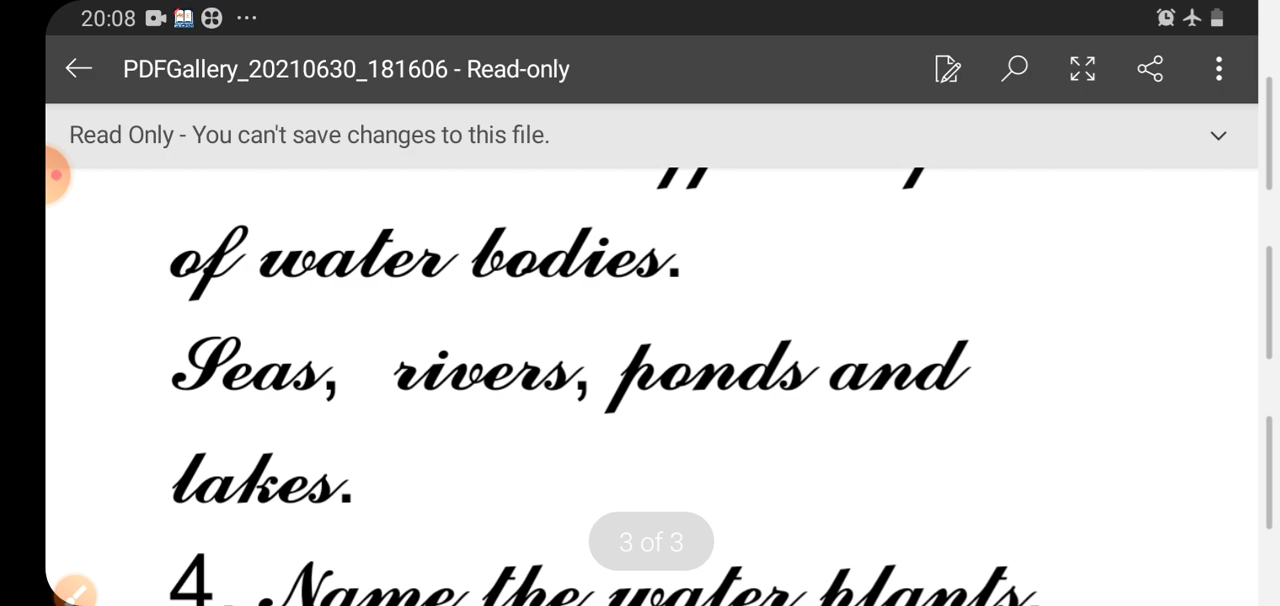 20:08
PDFGallery_20210630_181606 - Read-only
Read Only - You can't save changes to this file.
of water bodies.
Seas, rivers, ponds and
lakes.
3 of 3
4. Name the water plants.